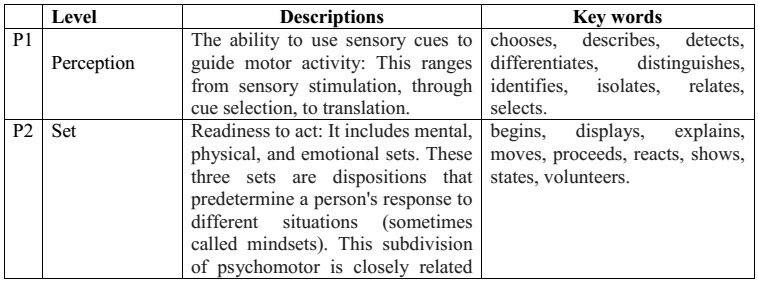 Level Descriptions Key words
P1 Perception
The ability to use sensory cues to
guide motor activity: This ranges
from sensory stimulation, through
cue selection, to translation.
chooses, describes, detects,
differentiates, distinguishes,
identifies, isolates, relates,
selects.
P2 Set
Readiness to act: It includes mental,
physical, and emotional sets. These
three sets are dispositions that
predetermine a person's response to
different situations (sometimes
called mindsets). This subdivision
of psychomotor is closely related
begins, displays, explains,
moves, proceeds, reacts, shows,
states, volunteers.